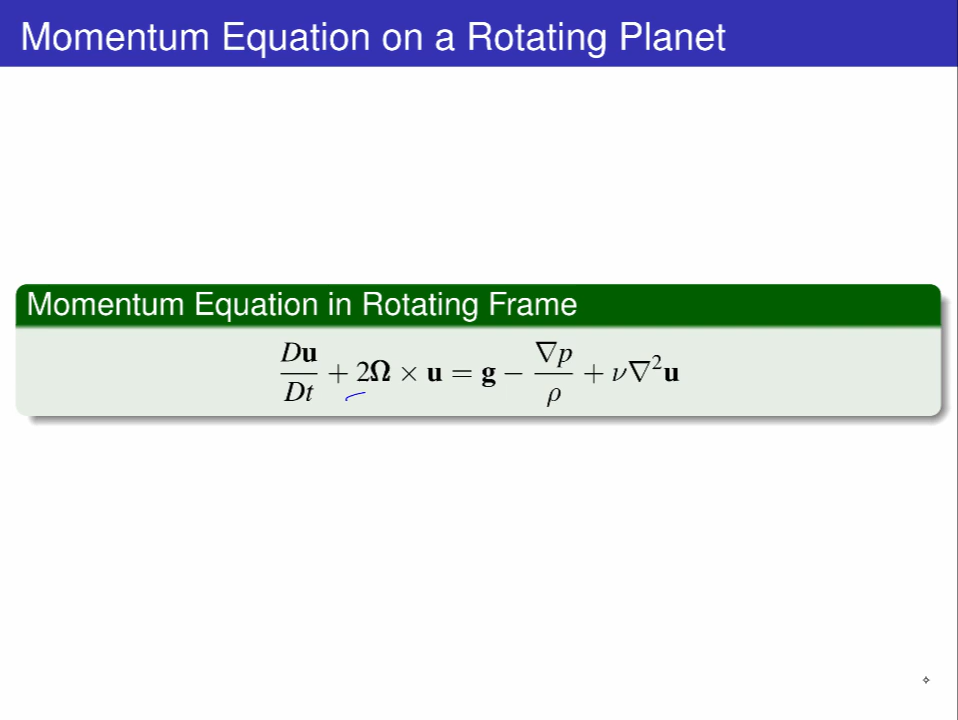 Momentum Equation on a Rotating Planet
Momentum Equation in Rotating Frame
Du/Dt + 2Ω × u = g − ∇p/ρ + ν∇²u